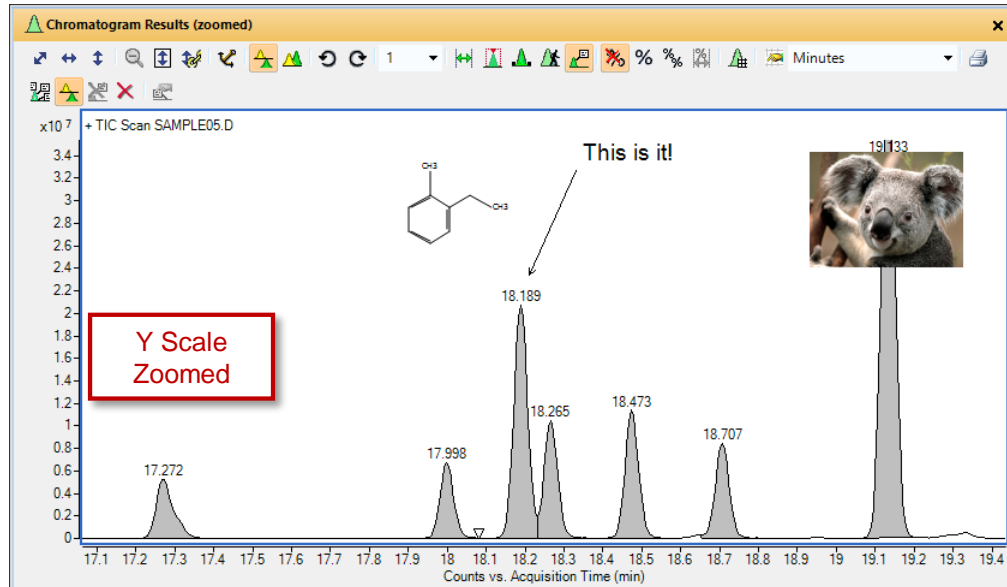 Chromatogram Results (zoomed)
1
% %
Minutes
x10 7
+ TIC Scan SAMPLE05.D
3.4
3.2
3
2.8
2.6
2.4
2.2
2
1.8
1.6
1.4
1.2
1
0.8
0.6
0.4
0.2
0
CH3
CH3
This is it!
19.133
18.189
Y Scale
Zoomed
18.265
18.473
18.707
17.998
17.272
17.1 17.2 17.3 17.4 17.5 17.6 17.7 17.8 17.9 18 18.1 18.2 18.3 18.4 18.5 18.6 18.7 18.8 18.9 19 19.1 19.2 19.3 19.4
Counts vs. Acquisition Time (min)